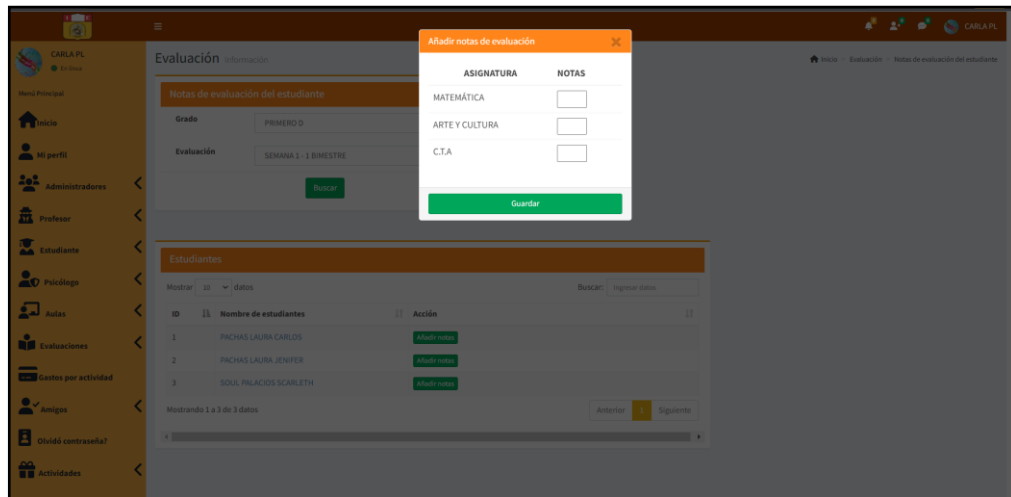 CARLA PL
CARLA PL
En línea
Menú Principal
Inicio
Mi perfil
Administradores
Profesor
Estudiante
Psicólogo
Aulas
Evaluaciones
Gastos por actividad
Amigos
Olvidé contraseña?
Actividades
Evaluación Información
Inicio > Evaluación > Notas de evaluación del estudiante
Notas de evaluación del estudiante
Grado PRIMERO D
Evaluación SEMANA 1 - 1 BIMESTRE
Buscar
Añadir notas de evaluación
ASIGNATURA NOTAS
MATEMÁTICA
ARTE Y CULTURA
C.T.A
Guardar
Estudiantes
Mostrar 10 datos Buscar: Ingresar datos
ID Nombre de estudiantes Acción
1 PACHAS LAURA CARLOS Añadir notas
2 PACHAS LAURA JENIFER Añadir notas
3 SOUL PALACIOS SCARLETH Añadir notas
Mostrando 1 a 3 de 3 datos Anterior 1 Siguiente